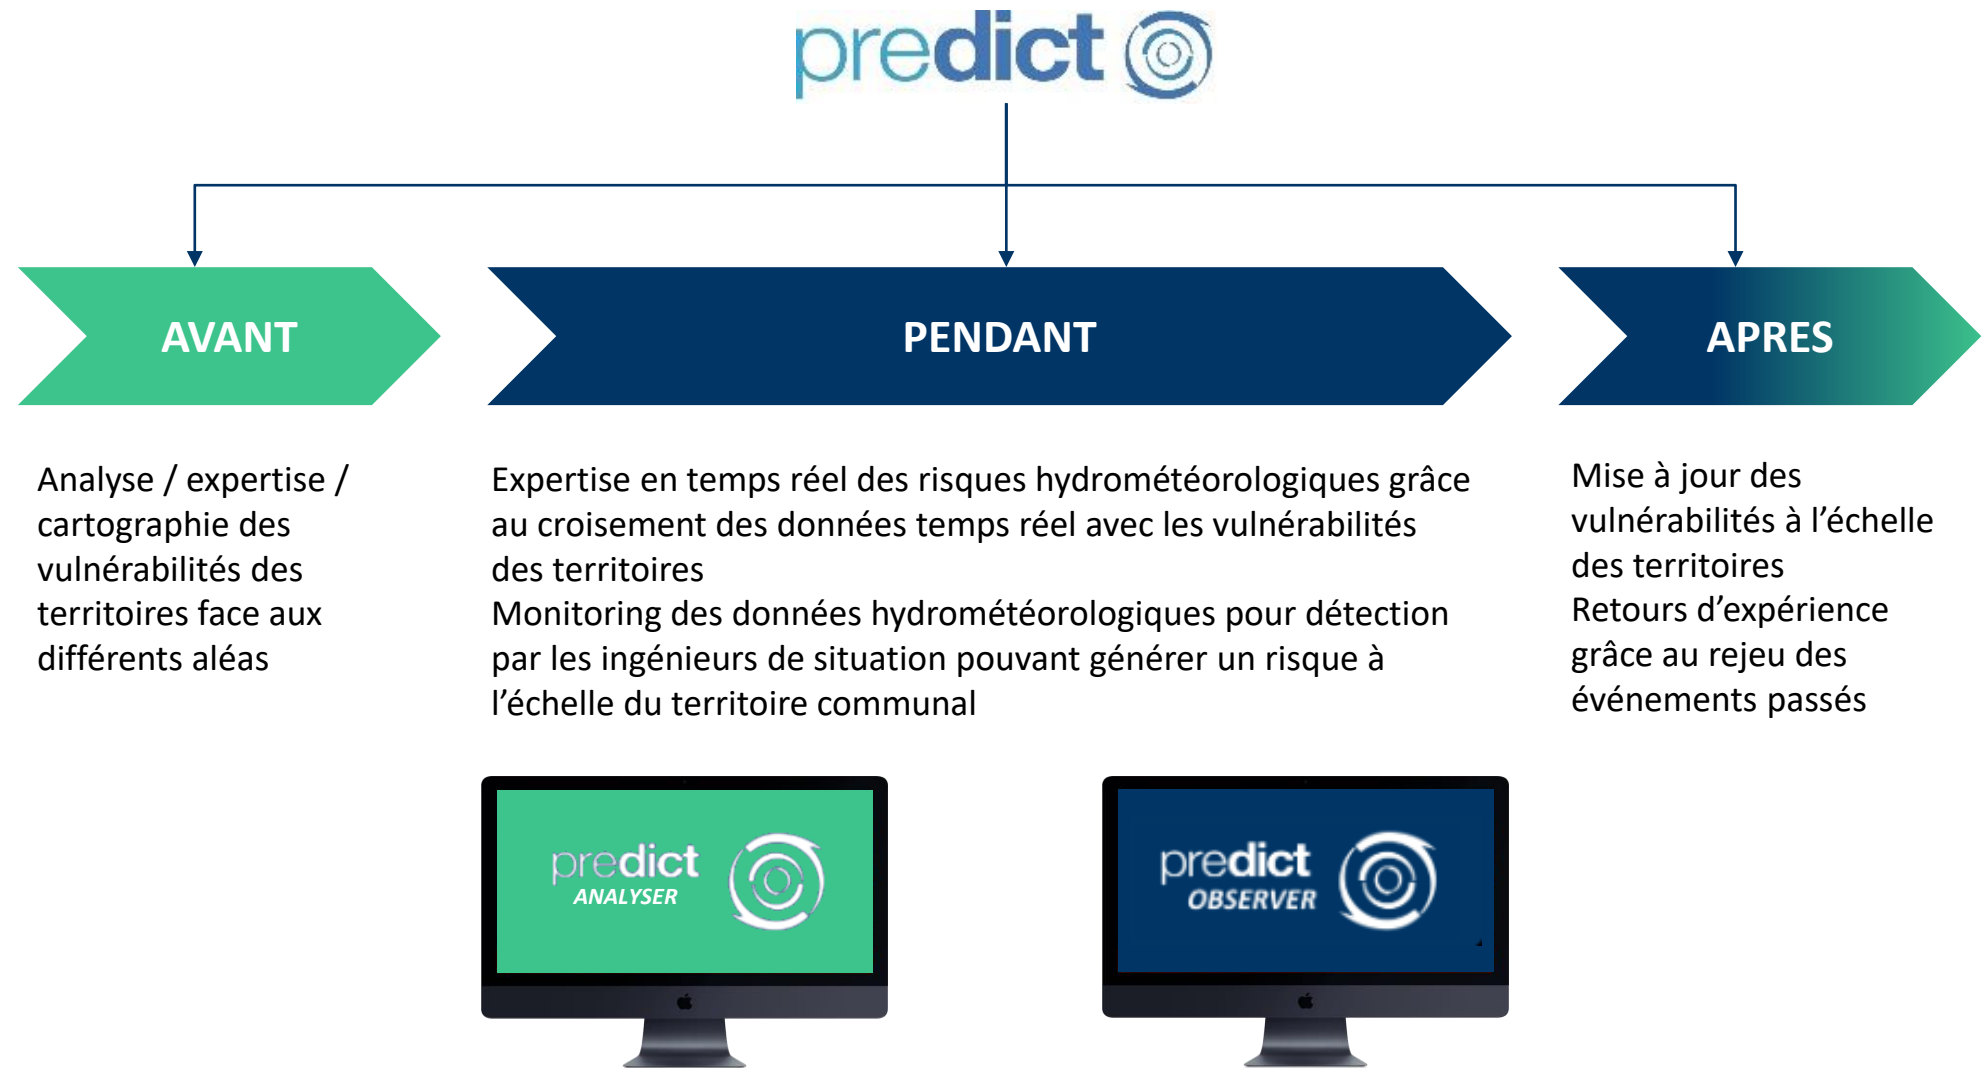 predict
AVANT
PENDANT
APRES
Analyse / expertise /
cartographie des
vulnérabilités des
territoires face aux
différents aléas
Expertise en temps réel des risques hydrométéorologiques grâce
au croisement des données temps réel avec les vulnérabilités
des territoires
Monitoring des données hydrométéorologiques pour détection
par les ingénieurs de situation pouvant générer un risque à
l’échelle du territoire communal
Mise à jour des
vulnérabilités à l’échelle
des territoires
Retours d’expérience
grâce au rejeu des
événements passés
predict
ANALYSER
predict
OBSERVER